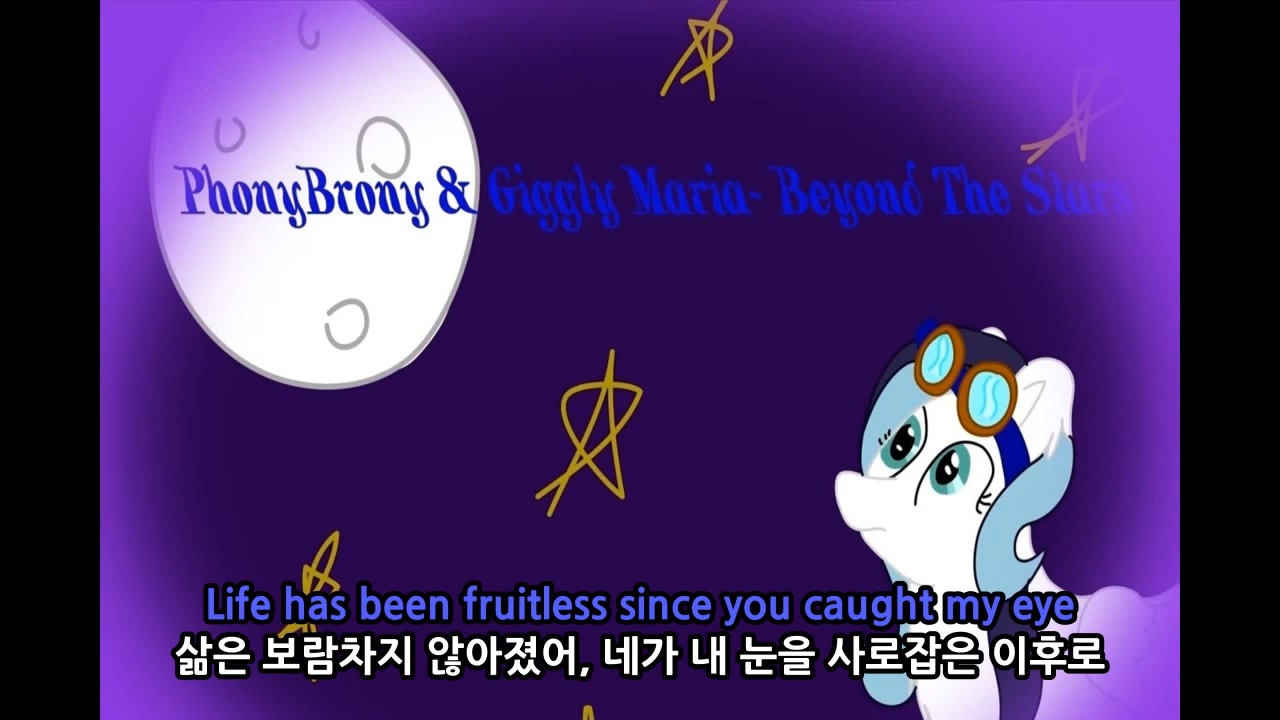 PhonyBrony & Giggly Maria- Beyond The Stars
Life has been fruitless since you caught my eye
삶은 보람차지 않아졌어, 네가 내 눈을 사로잡은 이후로